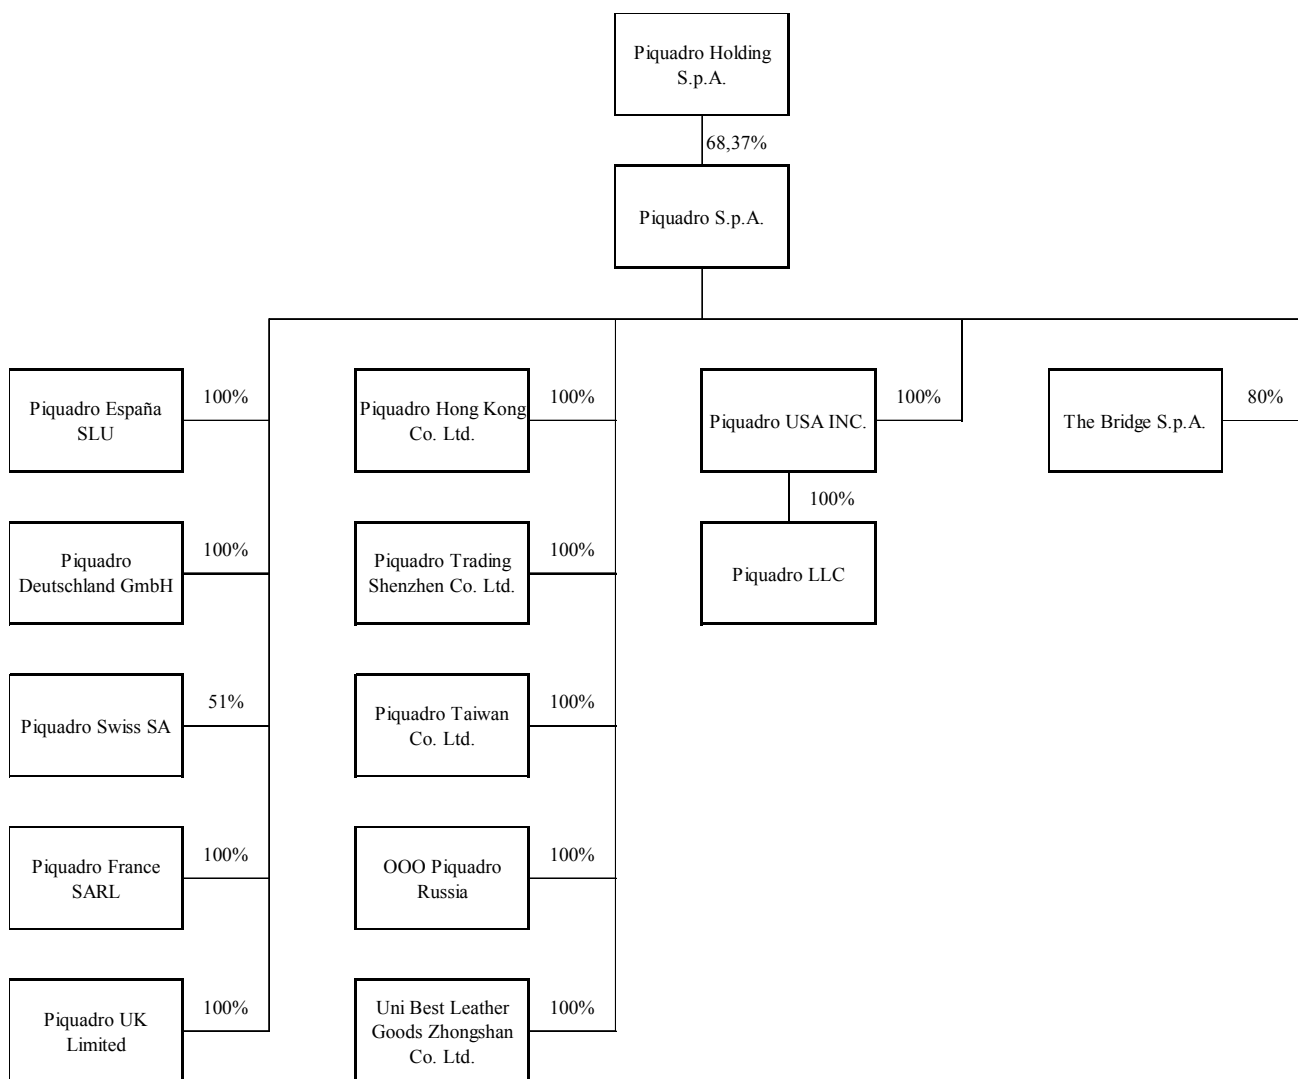 Piquadro Holding
S.p.A.
68,37%
Piquadro S.p.A.
Piquadro España
SLU
100%
Piquadro Hong Kong
Co. Ltd.
100%
Piquadro USA INC.
100%
The Bridge S.p.A.
80%
100%
Piquadro
Deutschland GmbH
100%
Piquadro Trading
Shenzhen Co. Ltd.
100%
Piquadro LLC
Piquadro Swiss SA
51%
Piquadro Taiwan
Co. Ltd.
100%
Piquadro France
SARL
100%
OOO Piquadro
Russia
100%
Piquadro UK
Limited
100%
Uni Best Leather
Goods Zhongshan
Co. Ltd.
100%